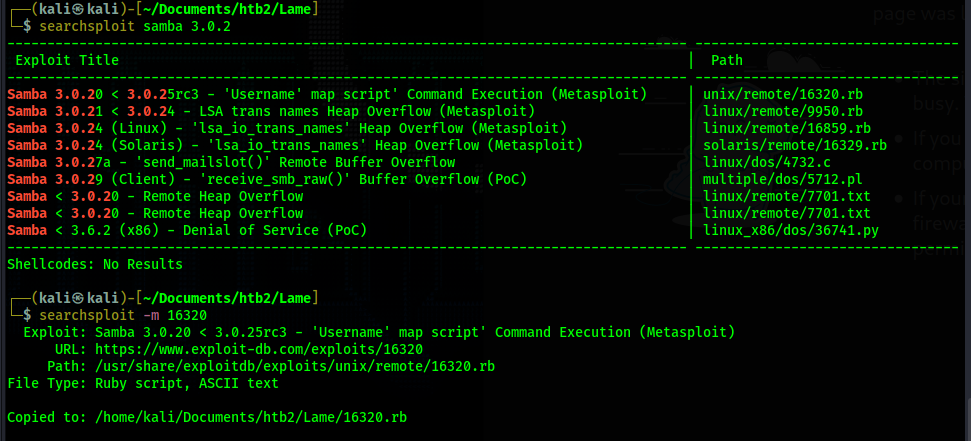 ┌──(kali㉿kali)-[~/Documents/htb2/Lame]
└─$ searchsploit samba 3.0.2
---------------------------------------------------------------------------------- ---------------------------------
Exploit Title | Path
---------------------------------------------------------------------------------- ---------------------------------
Samba 3.0.20 < 3.0.25rc3 - 'Username' map script' Command Execution (Metasploit) | unix/remote/16320.rb
Samba 3.0.21 < 3.0.24 - LSA trans names Heap Overflow (Metasploit) | linux/remote/9950.rb
Samba 3.0.24 (Linux) - 'lsa_io_trans_names' Heap Overflow (Metasploit) | linux/remote/16859.rb
Samba 3.0.24 (Solaris) - 'lsa_io_trans_names' Heap Overflow (Metasploit) | solaris/remote/16329.rb
Samba 3.0.27a - 'send_mailslot()' Remote Buffer Overflow | linux/dos/4732.c
Samba 3.0.29 (Client) - 'receive_smb_raw()' Buffer Overflow (PoC) | multiple/dos/5712.pl
Samba < 3.0.20 - Remote Heap Overflow | linux/remote/7701.txt
Samba < 3.0.20 - Remote Heap Overflow | linux/remote/7701.txt
Samba < 3.6.2 (x86) - Denial of Service (PoC) | linux_x86/dos/36741.py
---------------------------------------------------------------------------------- ---------------------------------
Shellcodes: No Results
┌──(kali㉿kali)-[~/Documents/htb2/Lame]
└─$ searchsploit -m 16320
Exploit: Samba 3.0.20 < 3.0.25rc3 - 'Username' map script' Command Execution (Metasploit)
URL: https://www.exploit-db.com/exploits/16320
Path: /usr/share/exploitdb/exploits/unix/remote/16320.rb
File Type: Ruby script, ASCII text
Copied to: /home/kali/Documents/htb2/Lame/16320.rb
page was
busy.
If you
If your